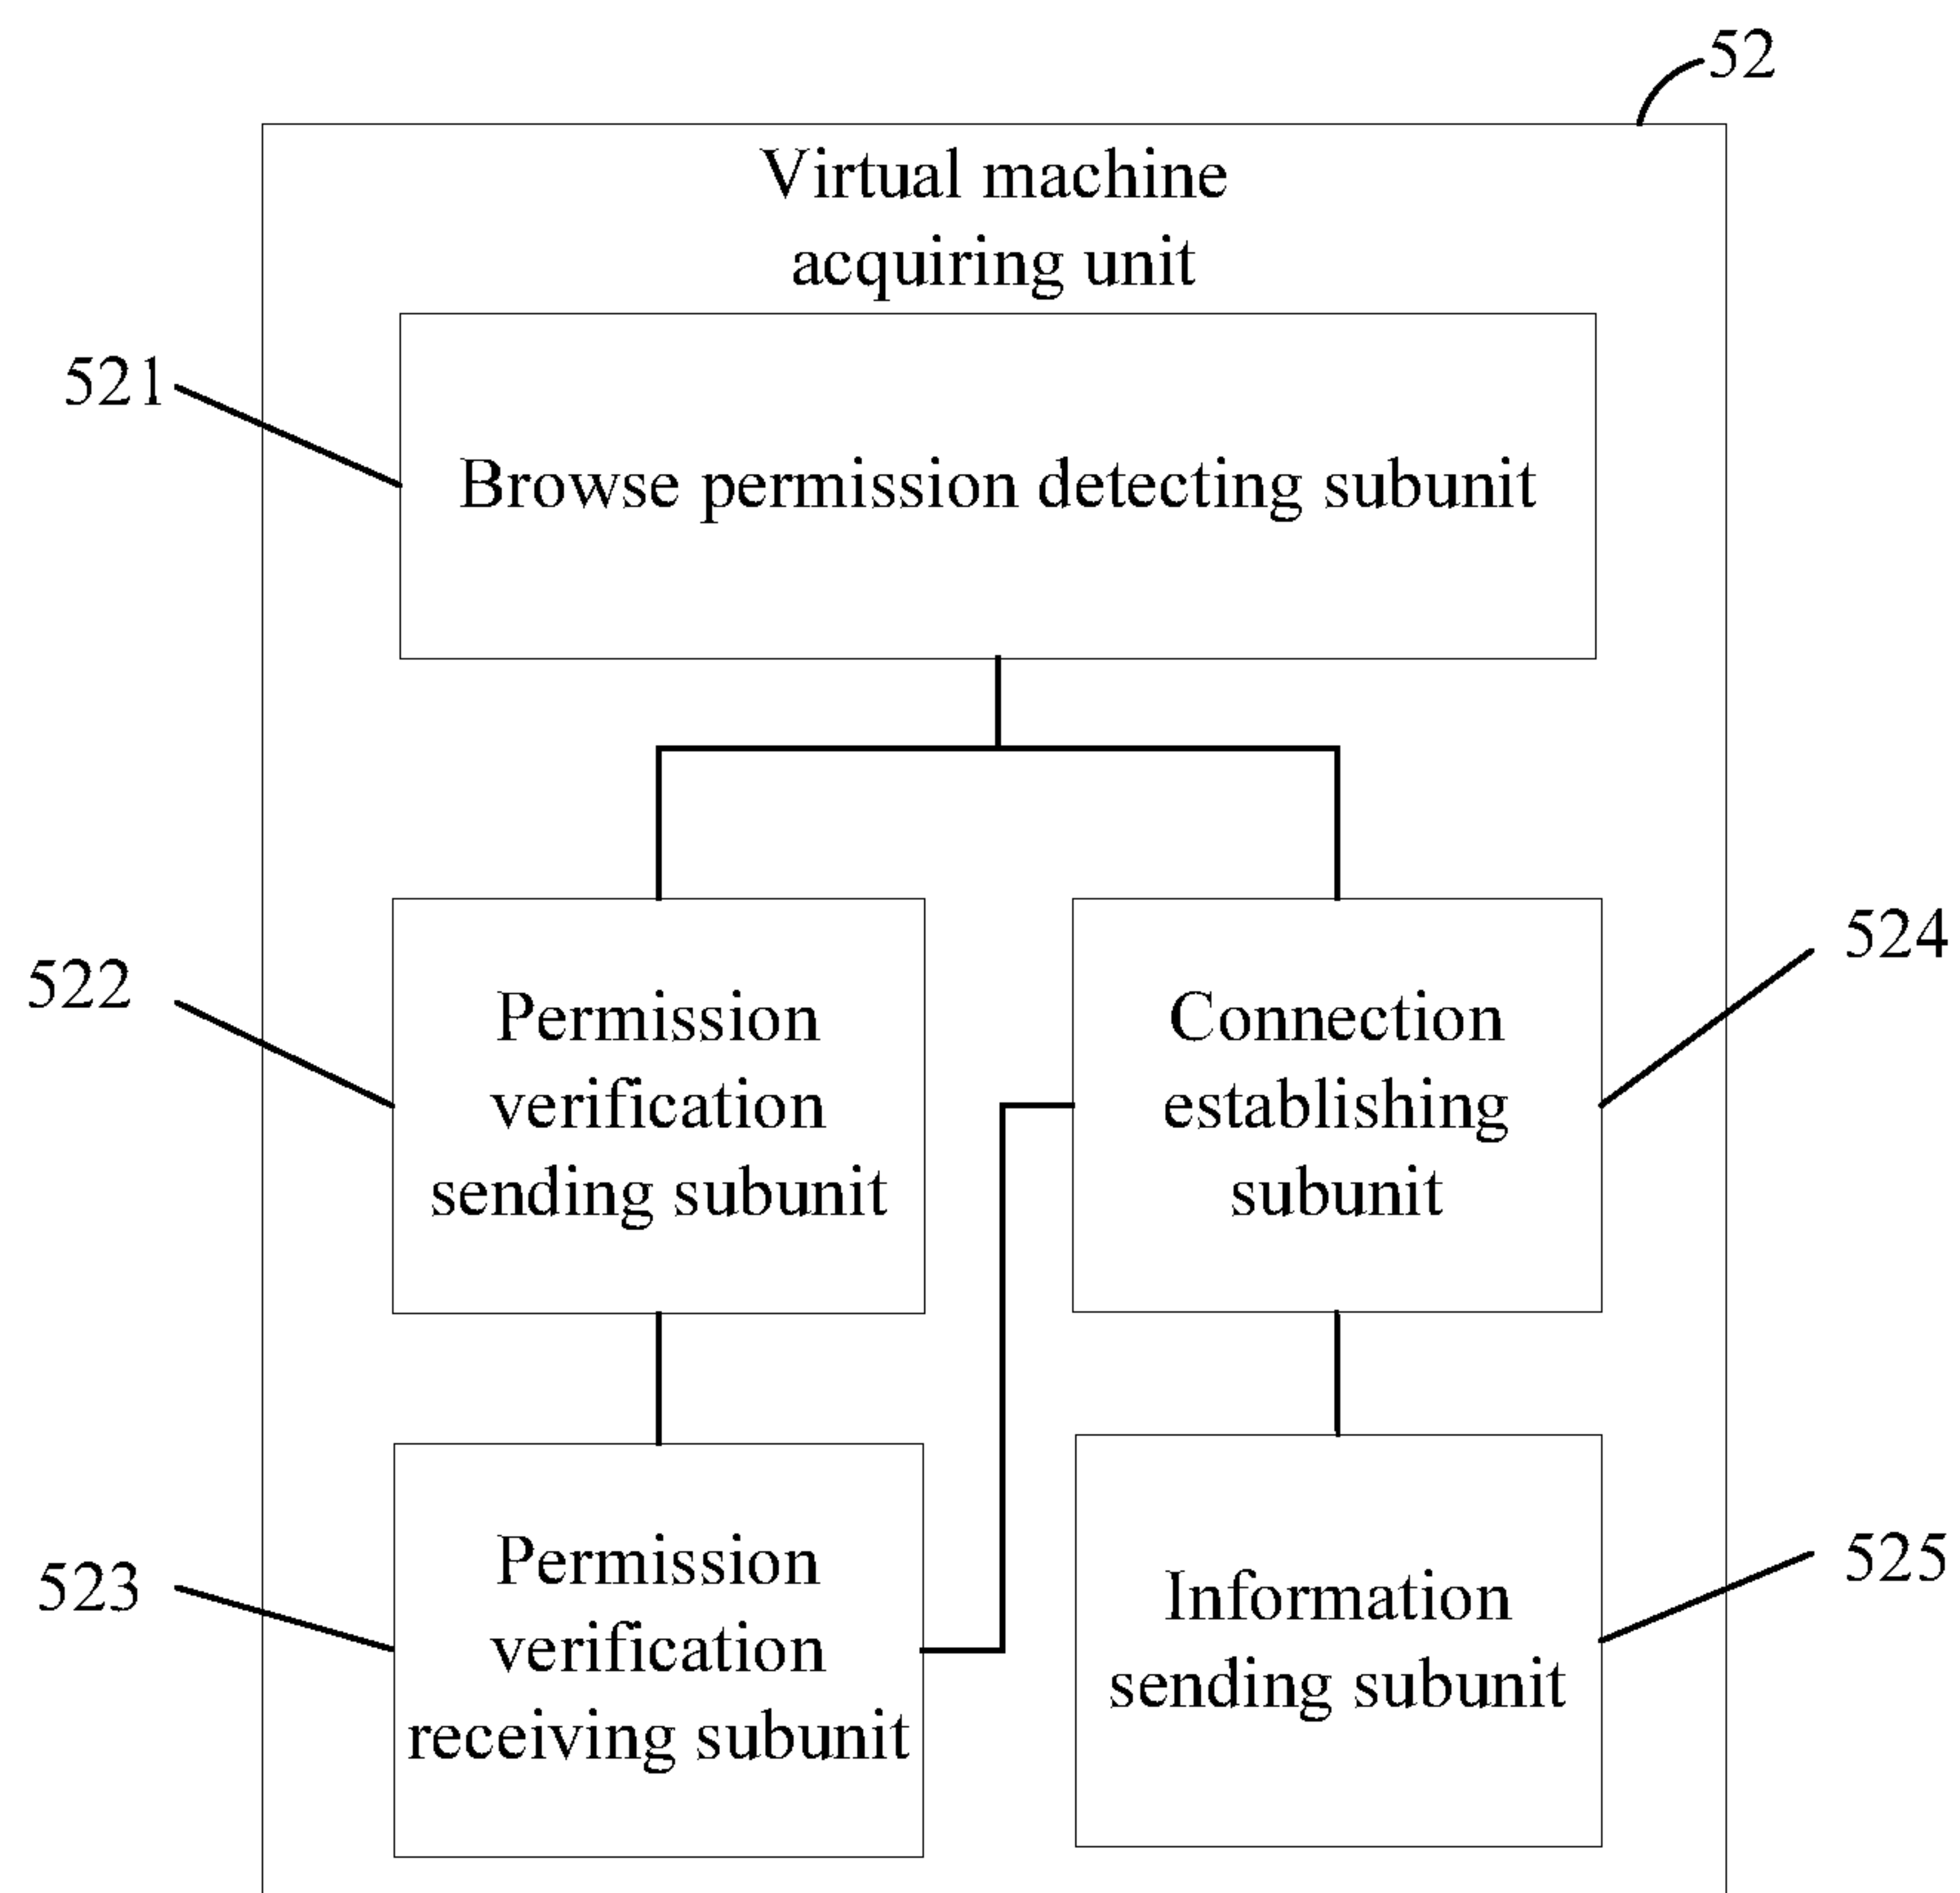 52
Virtual machine
acquiring unit
521
Browse permission detecting subunit
522
Permission
verification
sending subunit
524
Connection
establishing
subunit
523
Permission
verification
receiving subunit
525
Information
sending subunit